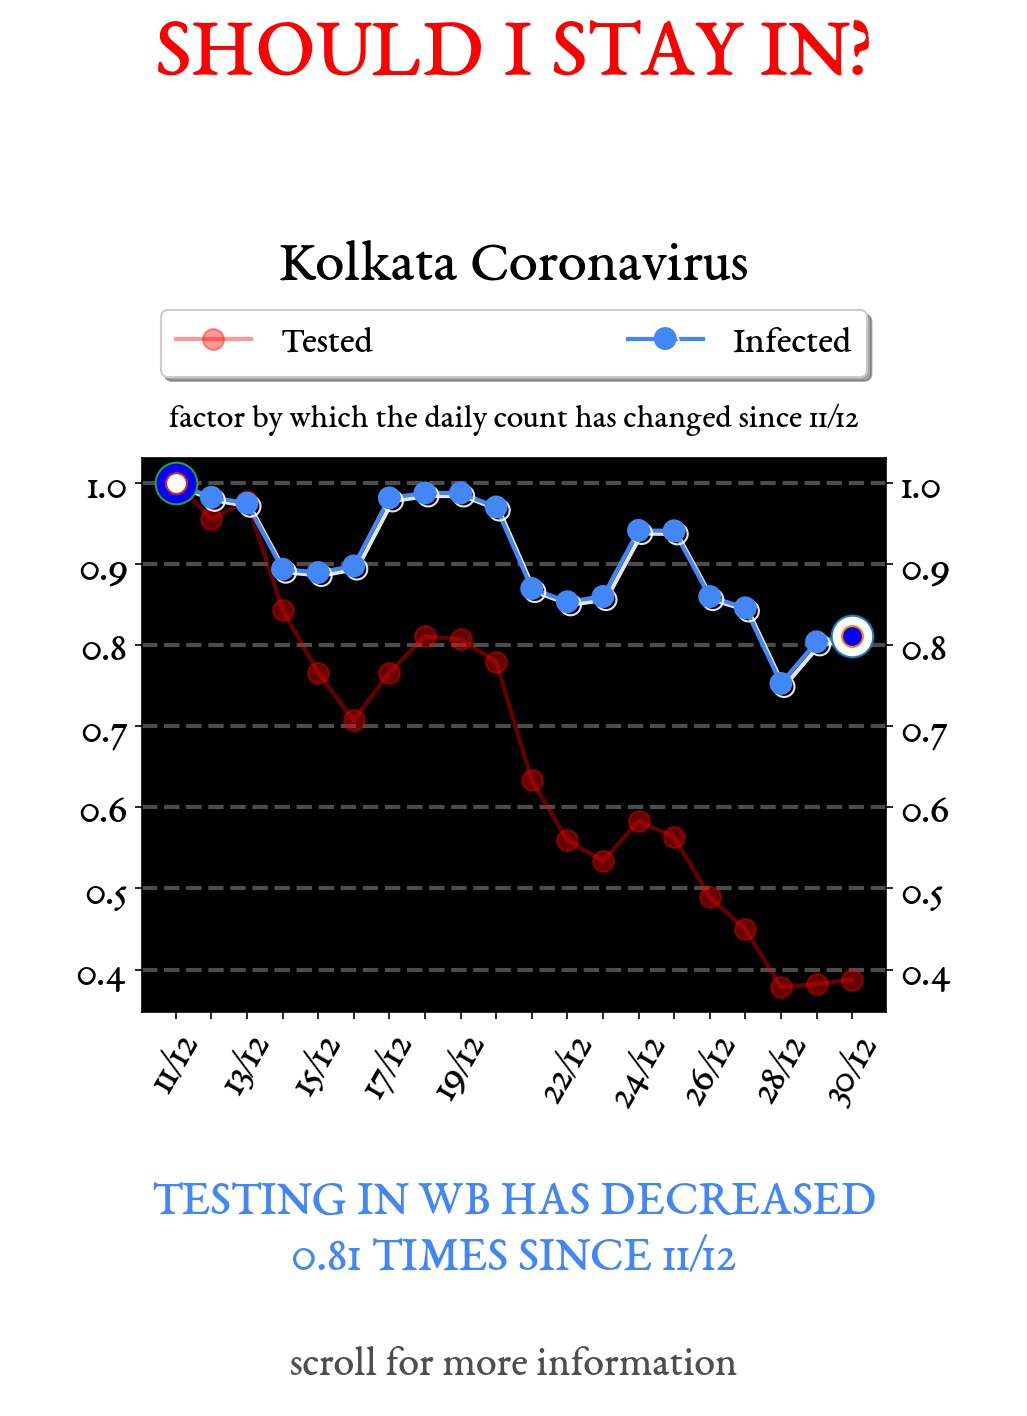 SHOULD I STAY IN?
Kolkata Coronavirus
Tested Infected
factor by which the daily count has changed since 11/12
1.0 1.0
0.9 0.9
0.8 0.8
0.7 0.7
0.6 0.6
0.5 0.5
0.4 0.4
11/12 13/12 15/12 17/12 19/12 22/12 24/12 26/12 28/12 30/12
TESTING IN WB HAS DECREASED
0.81 TIMES SINCE 11/12
scroll for more information